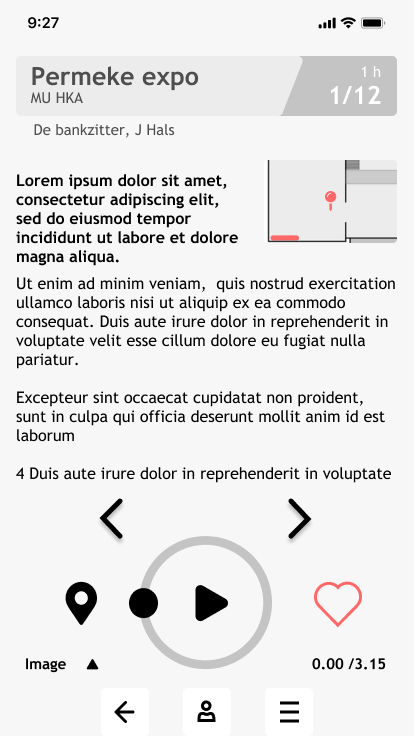 9:27
Permeke expo
MU HKA
1 h
1/12
De bankzitter, J Hals
Lorem ipsum dolor sit amet,
consectetur adipiscing elit,
sed do eiusmod tempor
incididunt ut labore et dolore
magna aliqua.
Ut enim ad minim veniam,  quis nostrud exercitation
ullamco laboris nisi ut aliquip ex ea commodo
consequat. Duis aute irure dolor in reprehenderit in
voluptate velit esse cillum dolore eu fugiat nulla
pariatur.
Excepteur sint occaecat cupidatat non proident,
sunt in culpa qui officia deserunt mollit anim id est
laborum
4 Duis aute irure dolor in reprehenderit in voluptate
Image
0.00 /3.15